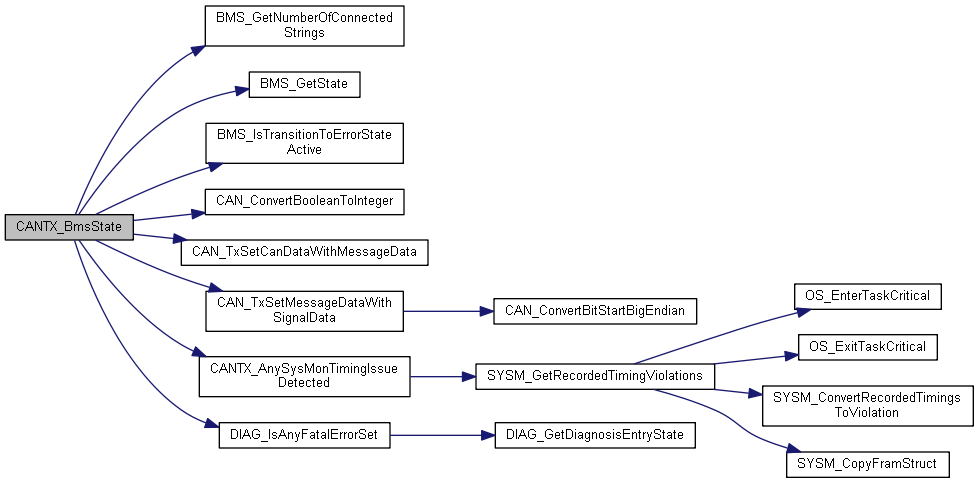 BMS_GetNumberOfConnected
Strings
BMS_GetState
BMS_IsTransitionToErrorState
Active
CAN_ConvertBooleanToInteger
CANTX_BmsState
CAN_TxSetCanDataWithMessageData
CAN_TxSetMessageDataWith
SignalData
CAN_ConvertBitStartBigEndian
CANTX_AnySysMonTimingIssue
Detected
SYSM_GetRecordedTimingViolations
OS_EnterTaskCritical
OS_ExitTaskCritical
SYSM_ConvertRecordedTimings
ToViolation
SYSM_CopyFramStruct
DIAG_IsAnyFatalErrorSet
DIAG_GetDiagnosisEntryState